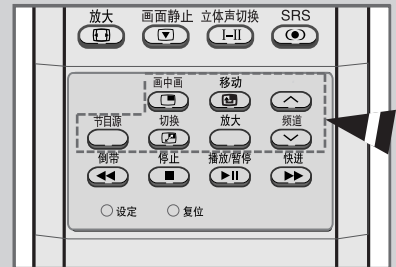 放大 画面静止 立体声切换 SRS
I-II
画中画 移动
节目源 切换 放大 频道
倒带 停止 播放/暂停 快进
设定 复位